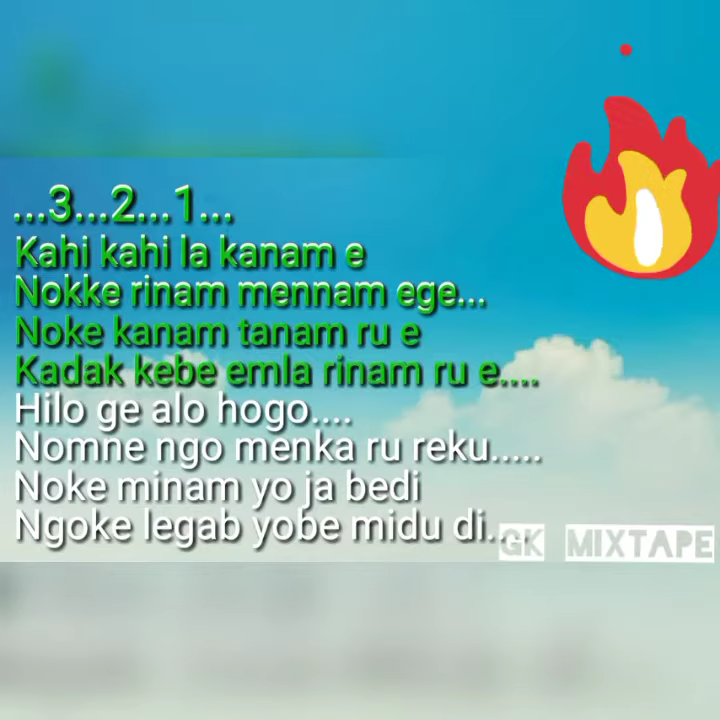 ...3...2...1...
Kahi kahi la kanam e
Nokke rinam mennam ege...
Noke kanam tanam ru e
Kadak kebe emla rinam ru e....
Hilo ge alo hogo....
Nomne ngo menka ru reku.....
Noke minam yo ja bedi
Ngoke legab yobe midu di....
GK MIXTAPE